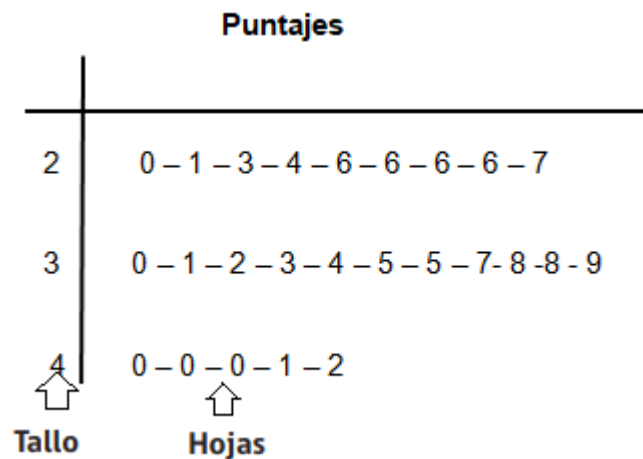 Puntajes
2 0 – 1 – 3 – 4 – 6 – 6 – 6 – 6 – 7
3 0 – 1 – 2 – 3 – 4 – 5 – 5 – 7- 8 -8 - 9
4 0 – 0 – 0 – 1 – 2
Tallo Hojas